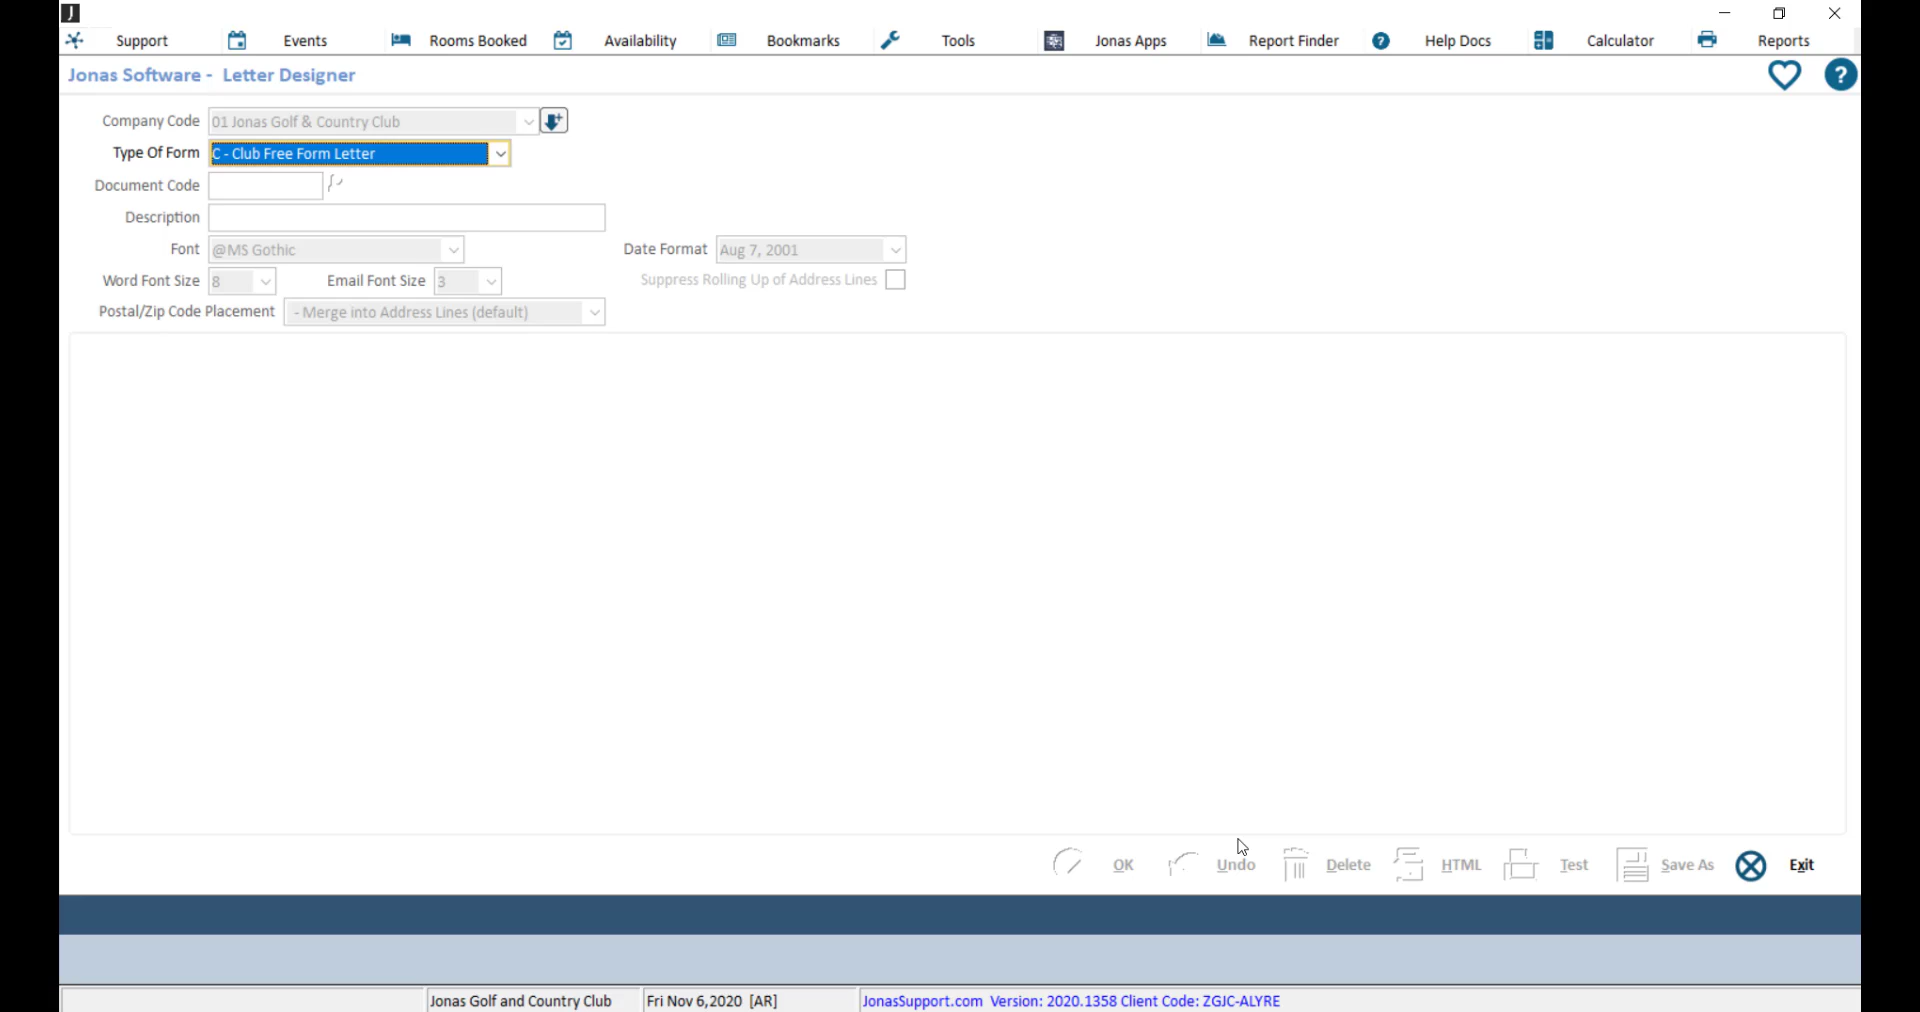 J
Support Events Rooms Booked Availability Bookmarks Tools Jonas Apps Report Finder ? Help Docs Calculator Reports
Jonas Software - Letter Designer ?
Company Code 01 Jonas Golf & Country Club
Type Of Form C - Club Free Form Letter
Document Code
Description
Font @MS Gothic Date Format Aug 7, 2001
Word Font Size 8 Email Font Size 3 Suppress Rolling Up of Address Lines
Postal/Zip Code Placement - Merge into Address Lines (default)
OK Undo Delete HTML Test Save As Exit
Jonas Golf and Country Club Fri Nov 6,2020 [AR] JonasSupport.com Version: 2020.1358 Client Code: ZGJC-ALYRE